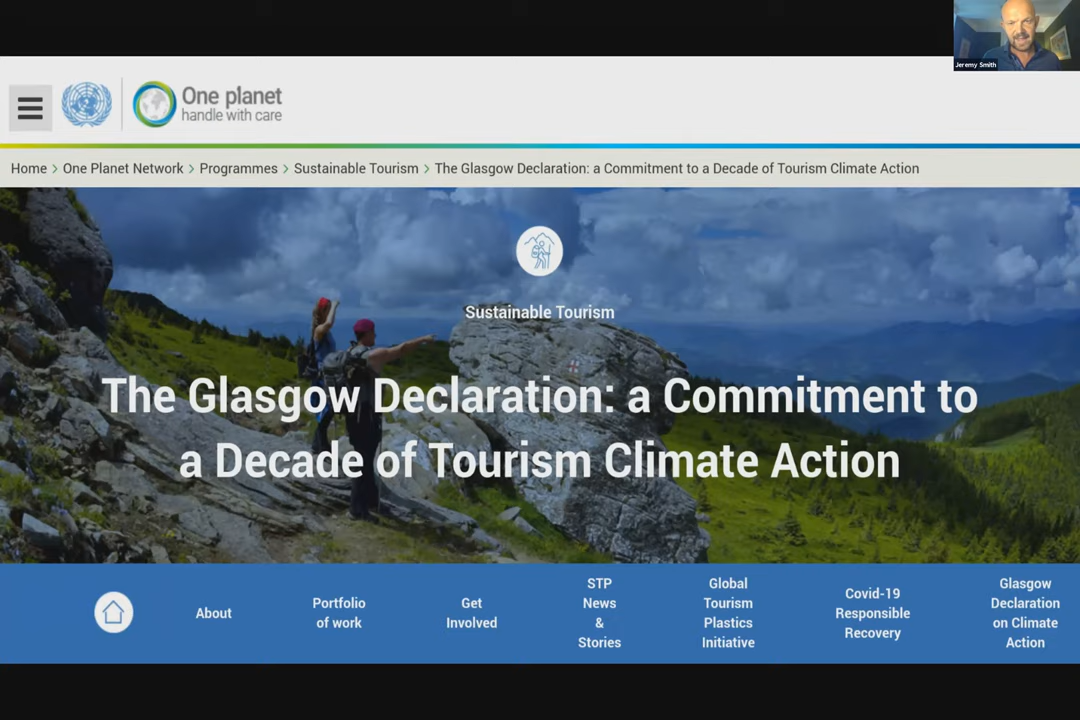 Jeremy Smith
One planet
handle with care
Home > One Planet Network > Programmes > Sustainable Tourism > The Glasgow Declaration: a Commitment to a Decade of Tourism Climate Action
Sustainable Tourism
The Glasgow Declaration: a Commitment to
a Decade of Tourism Climate Action
About
Portfolio
of work
Get
Involved
STP
News
&
Stories
Global
Tourism
Plastics
Initiative
Covid-19
Responsible
Recovery
Glasgow
Declaration
on Climate
Action